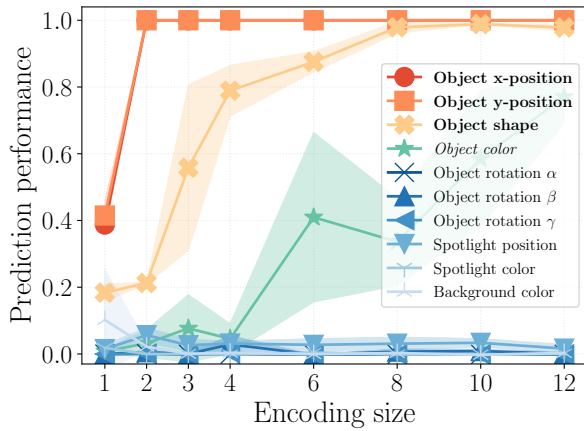 Prediction performance
1.0
0.8
0.6
0.4
0.2
0.0
Object x-position
Object y-position
Object shape
Object color
Object rotation α
Object rotation β
Object rotation γ
Spotlight position
Spotlight color
Background color
1 2 3 4 6 8 10 12
Encoding size